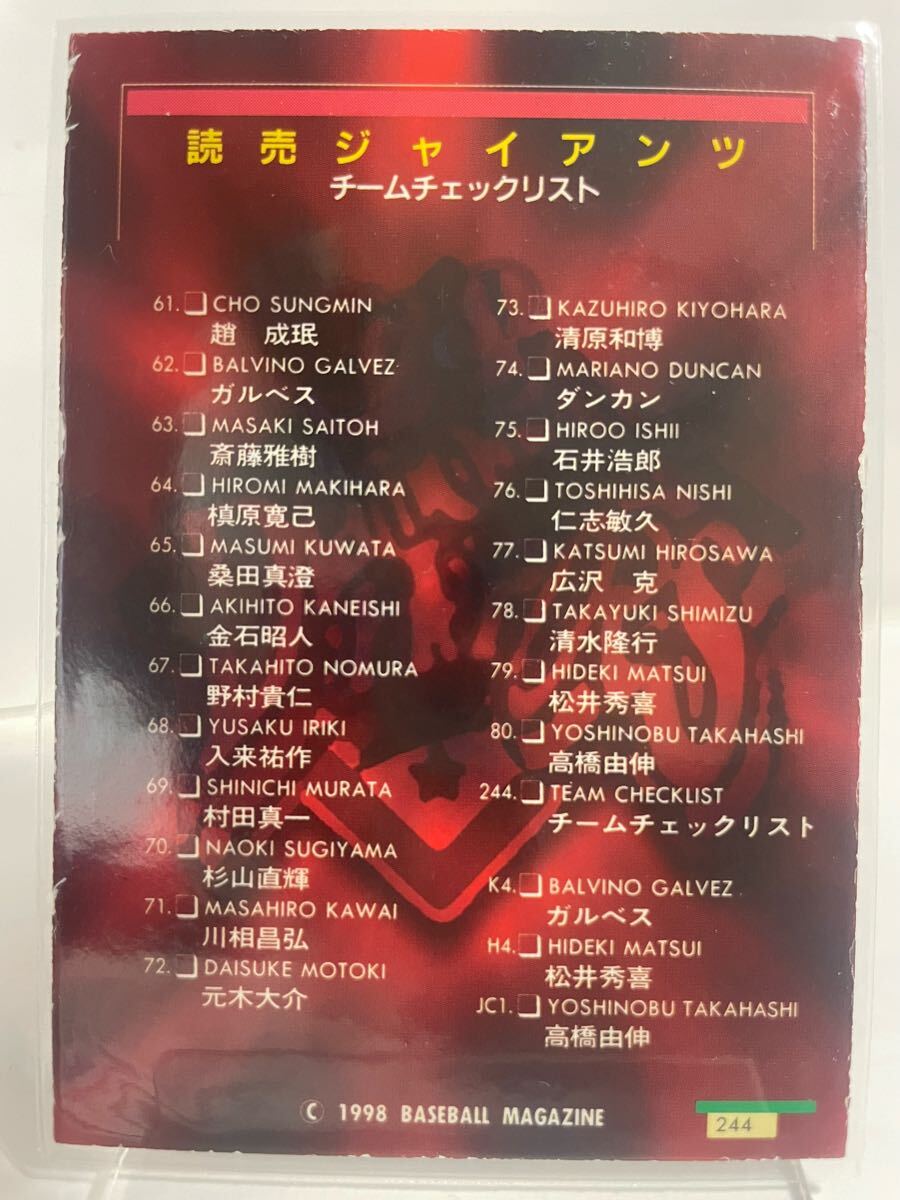 読売ジャイアンツ
チームチェックリスト
61. CHO SUNGMIN
趙 成珉
62. BALVINO GALVEZ
ガルベス
63. MASAKI SAITOH
斎藤雅樹
64. HIROMI MAKIHARA
槙原寛己
65. MASUMI KUWATA
桑田真澄
66. AKIHITO KANEISHI
金石昭人
67. TAKAHITO NOMURA
野村貴仁
68. YUSAKU IRIKI
入来祐作
69. SHINICHI MURATA
村田真一
70. NAOKI SUGIYAMA
杉山直輝
71. MASAHIRO KAWAI
川相昌弘
72. DAISUKE MOTOKI
元木大介
73. KAZUHIRO KIYOHARA
清原和博
74. MARIANO DUNCAN
ダンカン
75. HIROO ISHII
石井浩郎
76. TOSHIHISA NISHI
仁志敏久
77. KATSUMI HIROSAWA
広沢 克
78. TAKAYUKI SHIMIZU
清水隆行
79. HIDEKI MATSUI
松井秀喜
80. YOSHINOBU TAKAHASHI
高橋由伸
244. TEAM CHECKLIST
チームチェックリスト
K4. BALVINO GALVEZ
ガルベス
H4. HIDEKI MATSUI
松井秀喜
JC1. YOSHINOBU TAKAHASHI
高橋由伸
© 1998 BASEBALL MAGAZINE
244